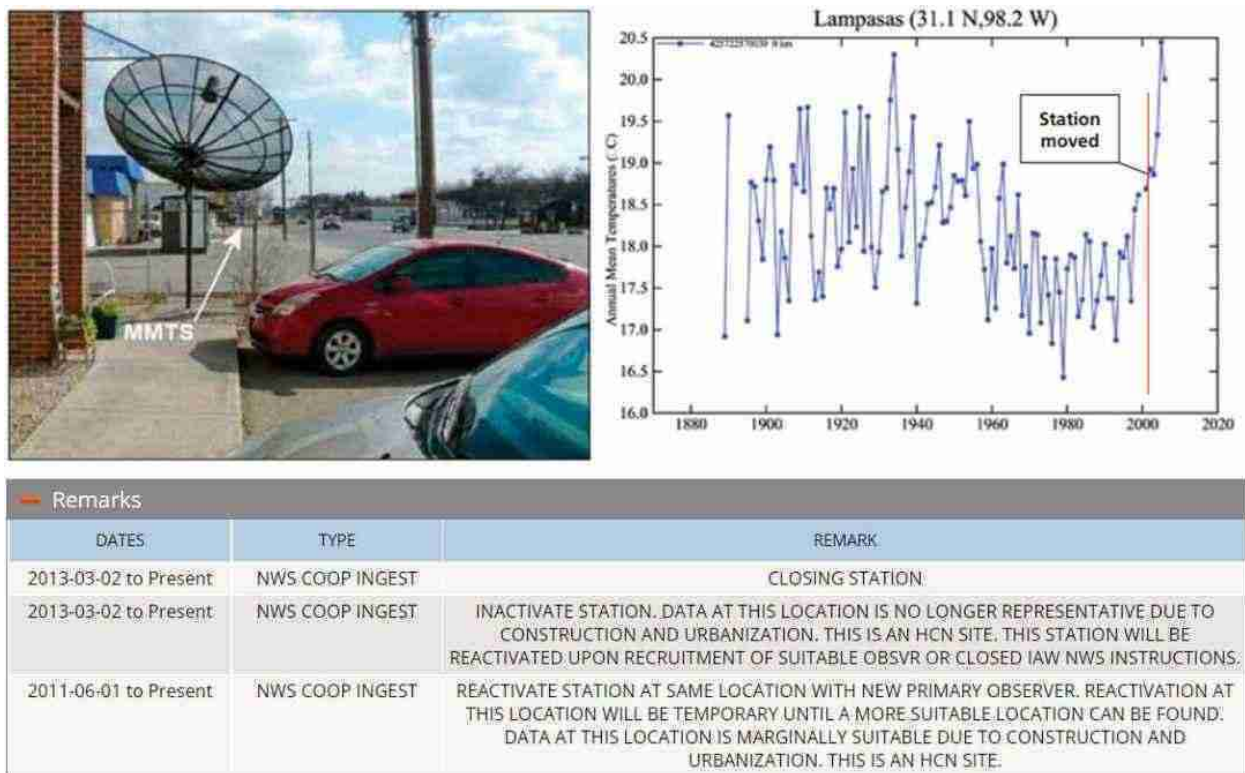 MMTS
Lampasas (31.1 N,98.2 W)
Annual Mean Temperatures (C)
20.5
20.0
19.5
19.0
18.5
18.0
17.5
17.0
16.5
16.0
Station
moved
1880
1900
1920
1940
1960
1980
2000
2020
Remarks
DATES TYPE REMARK
2013-03-02 to Present NWS COOP INGEST CLOSING STATION
2013-03-02 to Present NWS COOP INGEST INACTIVATE STATION. DATA AT THIS LOCATION IS NO LONGER REPRESENTATIVE DUE TO
CONSTRUCTION AND URBANIZATION. THIS IS AN HCN SITE. THIS STATION WILL BE
REACTIVATED UPON RECRUITMENT OF SUITABLE OBSVR OR CLOSED IAW NWS INSTRUCTIONS.
2011-06-01 to Present NWS COOP INGEST REACTIVATE STATION AT SAME LOCATION WITH NEW PRIMARY OBSERVER. REACTIVATION AT
THIS LOCATION WILL BE TEMPORARY UNTIL A MORE SUITABLE LOCATION CAN BE FOUND.
DATA AT THIS LOCATION IS MARGINALLY SUITABLE DUE TO CONSTRUCTION AND
URBANIZATION. THIS IS AN HCN SITE.